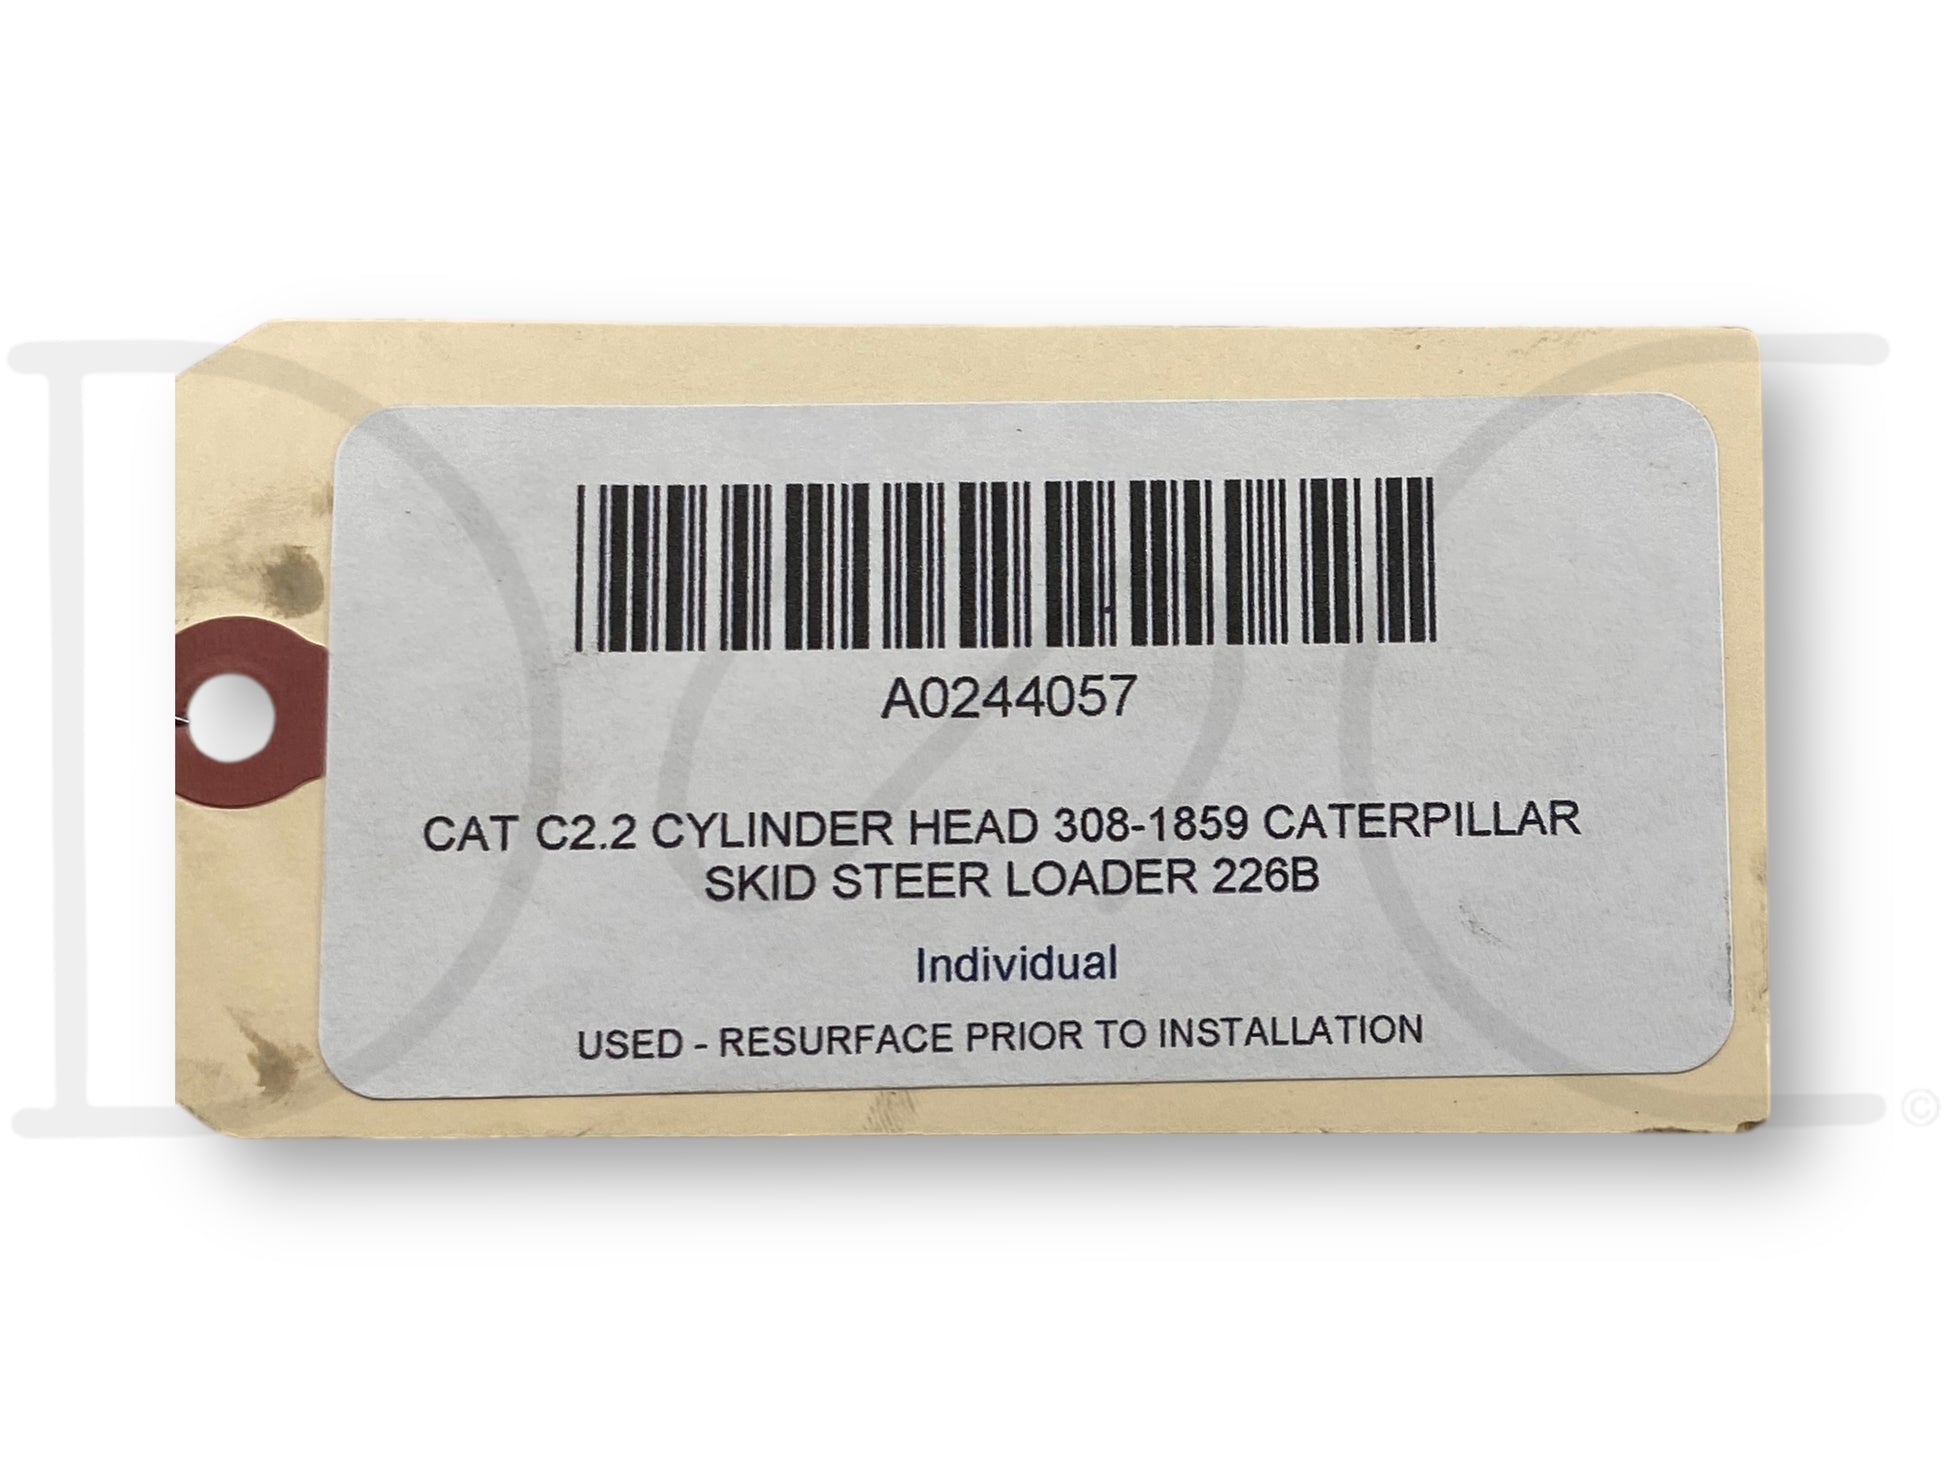 A0244057
CAT C2.2 CYLINDER HEAD 308-1859 CATERPILLAR
SKID STEER LOADER 226B
Individual
USED - RESURFACE PRIOR TO INSTALLATION
©